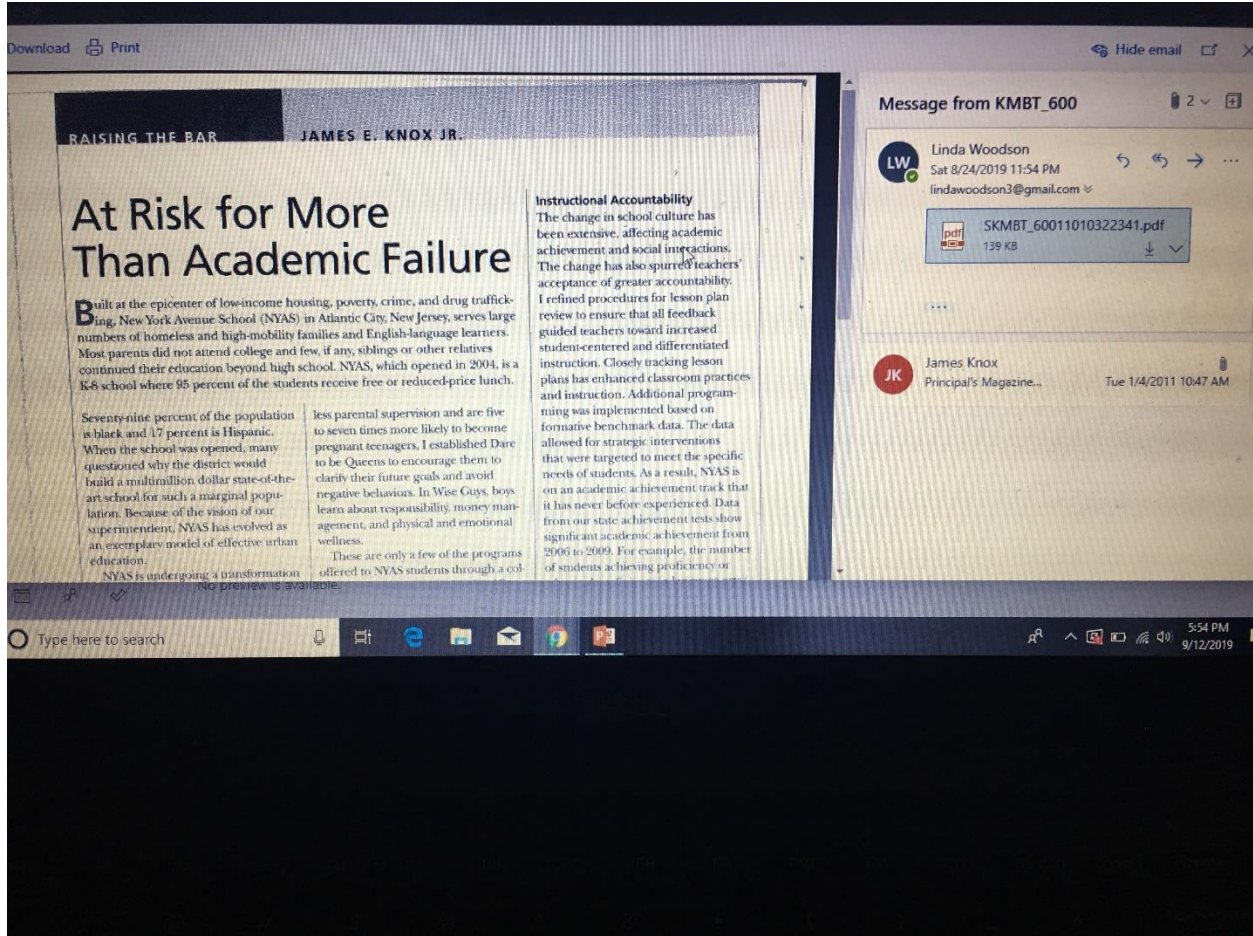 Download Print
Hide email
RAISING THE BAR JAMES E. KNOX JR.
At Risk for More
Than Academic Failure
Built at the epicenter of low-income housing, poverty, crime, and drug traffick-
ing, New York Avenue School (NYAS) in Atlantic City, New Jersey, serves large
numbers of homeless and high-mobility families and English-language learners.
Most parents did not attend college and few, if any, siblings or other relatives
continued their education beyond high school. NYAS, which opened in 2004, is a
K-8 school where 95 percent of the students receive free or reduced-price lunch.
Seventy-nine percent of the population
is black and 17 percent is Hispanic.
When the school was opened, many
questioned why the district would
build a multimillion dollar state-of-the-
art school for such a marginal popu-
lation. Because of the vision of our
superintendent, NYAS has evolved as
an exemplary model of effective urban
education.
NYAS is undergoing a transformation
less parental supervision and are five
to seven times more likely to become
pregnant teenagers, I established Dare
to be Queens to encourage them to
clarify their future goals and avoid
negative behaviors. In Wise Guys, boys
learn about responsibility, money man-
agement, and physical and emotional
wellness.
These are only a few of the programs
offered to NYAS students through a col-
Instructional Accountability
The change in school culture has
been extensive, affecting academic
achievement and social interactions.
The change has also spurred teachers'
acceptance of greater accountability.
I refined procedures for lesson plan
review to ensure that all feedback
guided teachers toward increased
student-centered and differentiated
instruction. Closely tracking lesson
plans has enhanced classroom practices
and instruction. Additional program-
ming was implemented based on
formative benchmark data. The data
allowed for strategic interventions
that were targeted to meet the specific
needs of students. As a result, NYAS is
on an academic achievement track that
it has never before experienced. Data
from our state achievement tests show
significant academic achievement from
2006 to 2009. For example, the number
of students achieving proficiency or
Message from KMBT_600 2
LW
Linda Woodson
Sat 8/24/2019 11:54 PM
lindawoodson3@gmail.com
pdf
SKMBT_60011010322341.pdf
139 KB
...
JK
James Knox
Principal's Magazine... Tue 1/4/2011 10:47 AM
No preview is available.
Type here to search
5:54 PM
9/12/2019